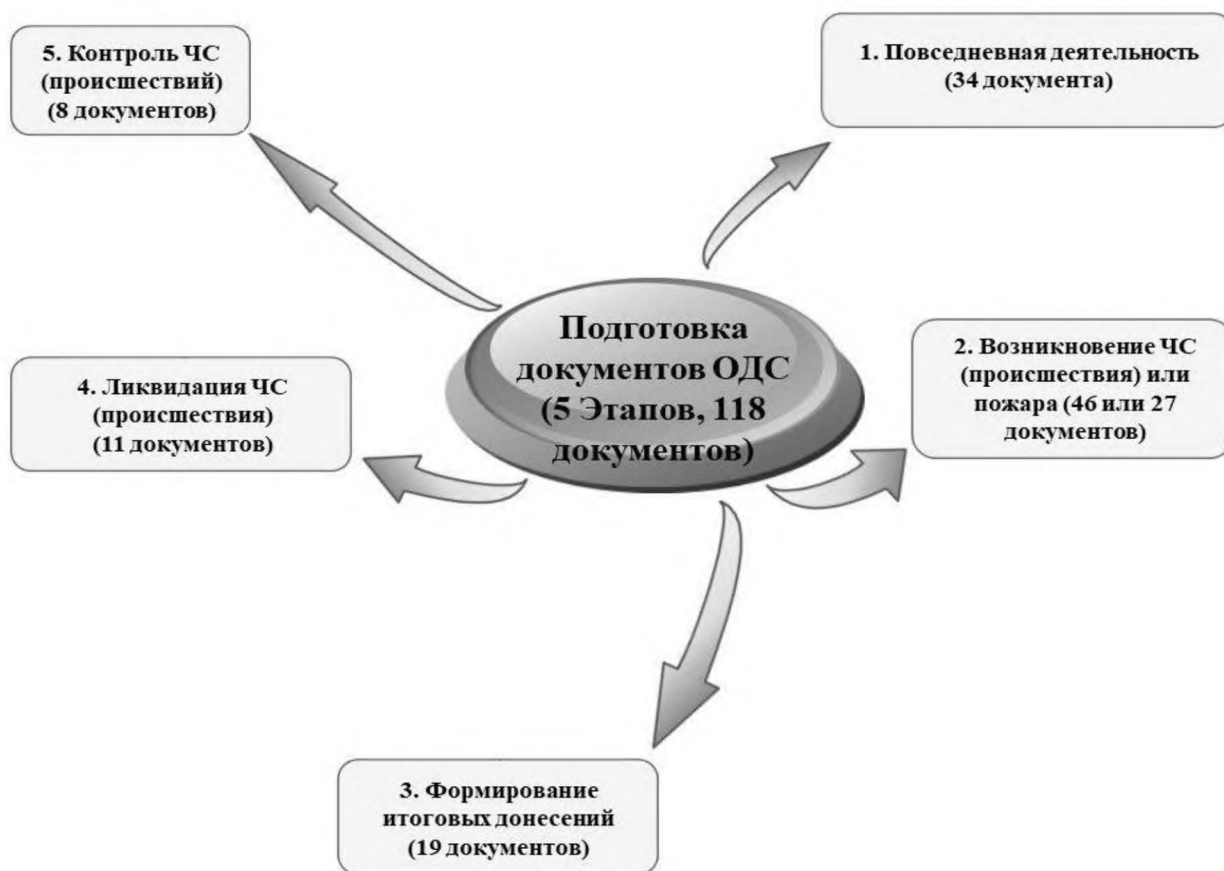 5. Контроль ЧС
(происшествий)
(8 документов)
1. Повседневная деятельность
(34 документа)
Подготовка
документов ОДС
(5 Этапов, 118
документов)
2. Возникновение ЧС
(происшествия) или
пожара (46 или 27
документов)
4. Ликвидация ЧС
(происшествия)
(11 документов)
3. Формирование
итоговых донесений
(19 документов)